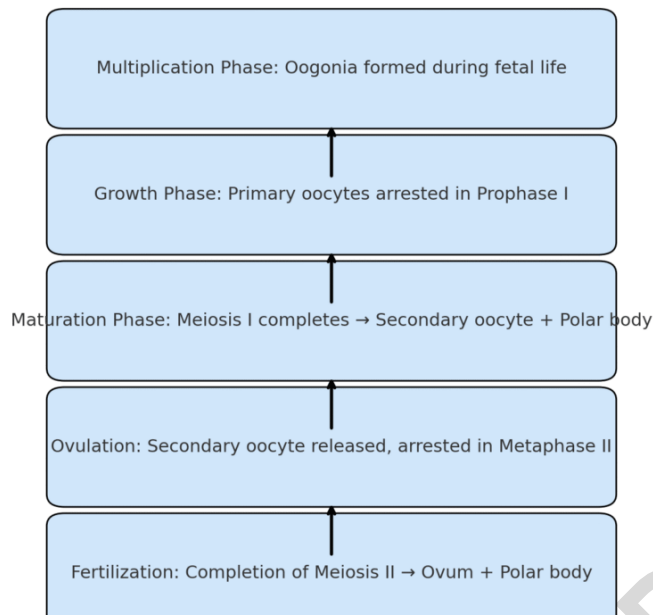 Multiplication Phase: Oogonia formed during fetal life
Growth Phase: Primary oocytes arrested in Prophase I
Maturation Phase: Meiosis I completes → Secondary oocyte + Polar body
Ovulation: Secondary oocyte released, arrested in Metaphase II
Fertilization: Completion of Meiosis II → Ovum + Polar body